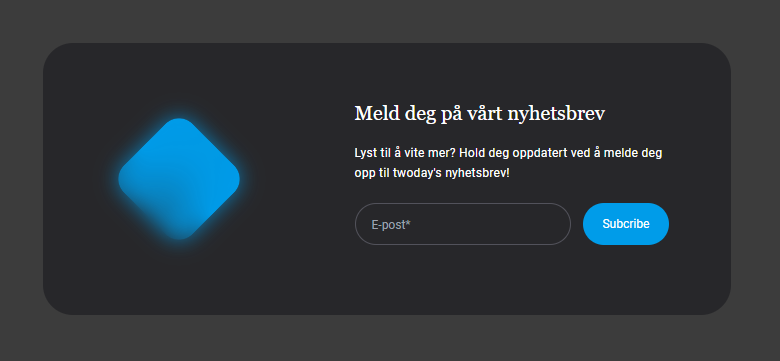 Meld deg på vårt nyhetsbrev
Lyst til å vite mer? Hold deg oppdatert ved å melde deg
opp til twoday's nyhetsbrev!
E-post*
Subcribe